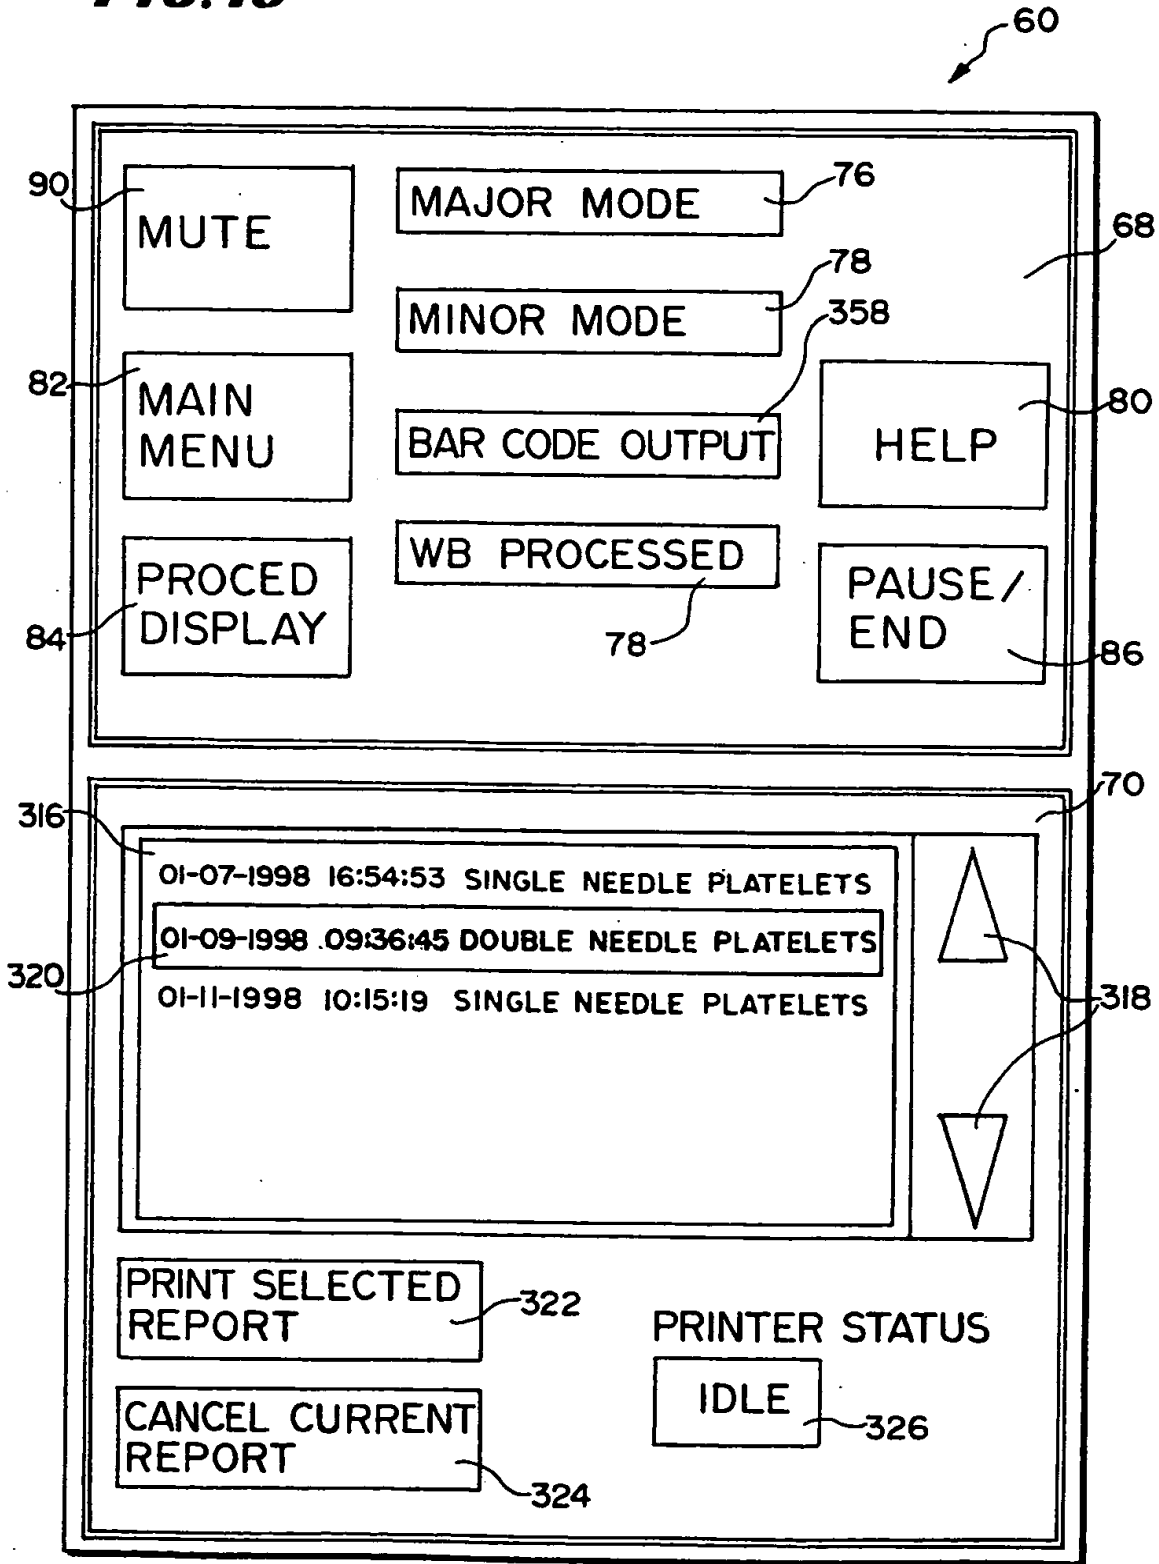 60
90
MUTE
MAJOR MODE
76
68
MINOR MODE
78
358
82
MAIN
MENU
BAR CODE OUTPUT
HELP
80
PROCED
DISPLAY
84
WB PROCESSED
78
PAUSE/
END
86
70
316
01-07-1998 16:54:53 SINGLE NEEDLE PLATELETS
01-09-1998 09:36:45 DOUBLE NEEDLE PLATELETS
320
01-11-1998 10:15:19 SINGLE NEEDLE PLATELETS
318
PRINT SELECTED
REPORT
322
PRINTER STATUS
IDLE
326
CANCEL CURRENT
REPORT
324